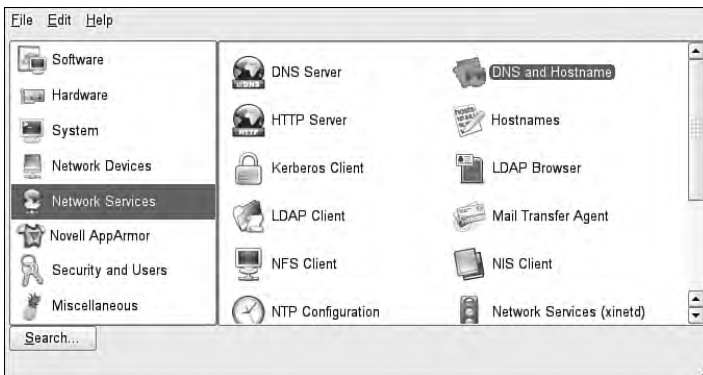 File Edit Help
Software
Hardware
System
Network Devices
Network Services
Novell AppArmor
Security and Users
Miscellaneous
DNS Server
DNS and Hostname
HTTP Server
Hostnames
Kerberos Client
LDAP Browser
LDAP Client
Mail Transfer Agent
NFS Client
NIS Client
NTP Configuration
Network Services (xinetd)
Search...